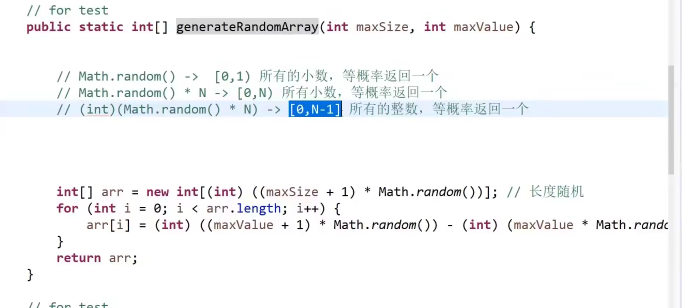 // for test
public static int[] generateRandomArray(int maxSize, int maxValue) {
// Math.random() -> [0,1) 所有的小数，等概率返回一个
// Math.random() * N -> [0,N) 所有小数，等概率返回一个
// (int)(Math.random() * N) -> [0,N-1] 所有的整数，等概率返回一个
int[] arr = new int[(int) ((maxSize + 1) * Math.random())]; // 长度随机
for (int i = 0; i < arr.length; i++) {
arr[i] = (int) ((maxValue + 1) * Math.random()) - (int) (maxValue * Math.rando
}
return arr;
}
// for test